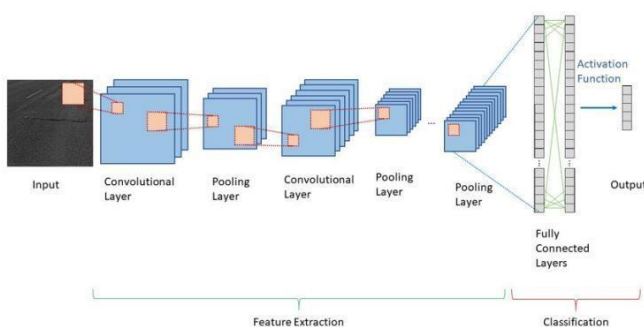 Activation
Function
...
Input
Convolutional
Layer
Pooling
Layer
Convolutional
Layer
Pooling
Layer
Pooling
Layer
Output
Fully
Connected
Layers
Feature Extraction
Classification